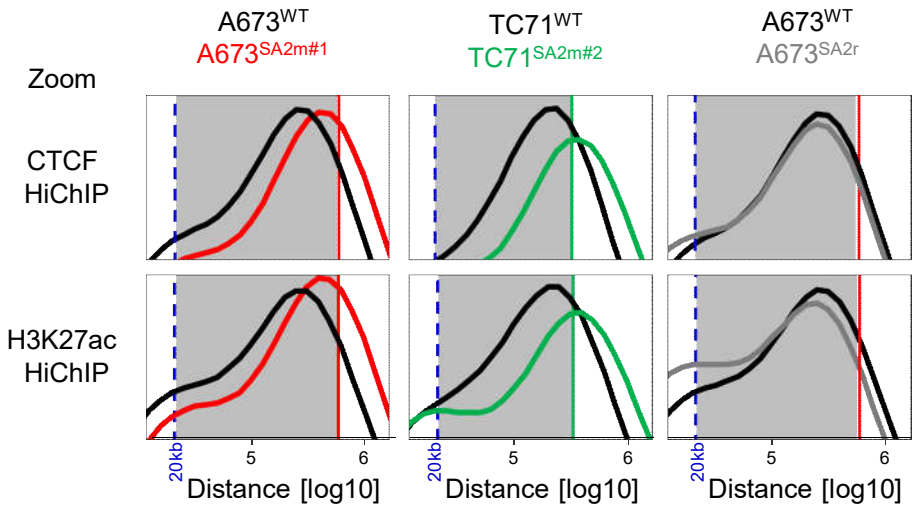 A673WT
A673SA2m#1
TC71WT
TC71SA2m#2
A673WT
A673SA2r
Zoom
CTCF
HiChIP
H3K27ac
HiChIP
20kb
5
6
Distance [log10]
20kb
5
6
Distance [log10]
20kb
5
6
Distance [log10]